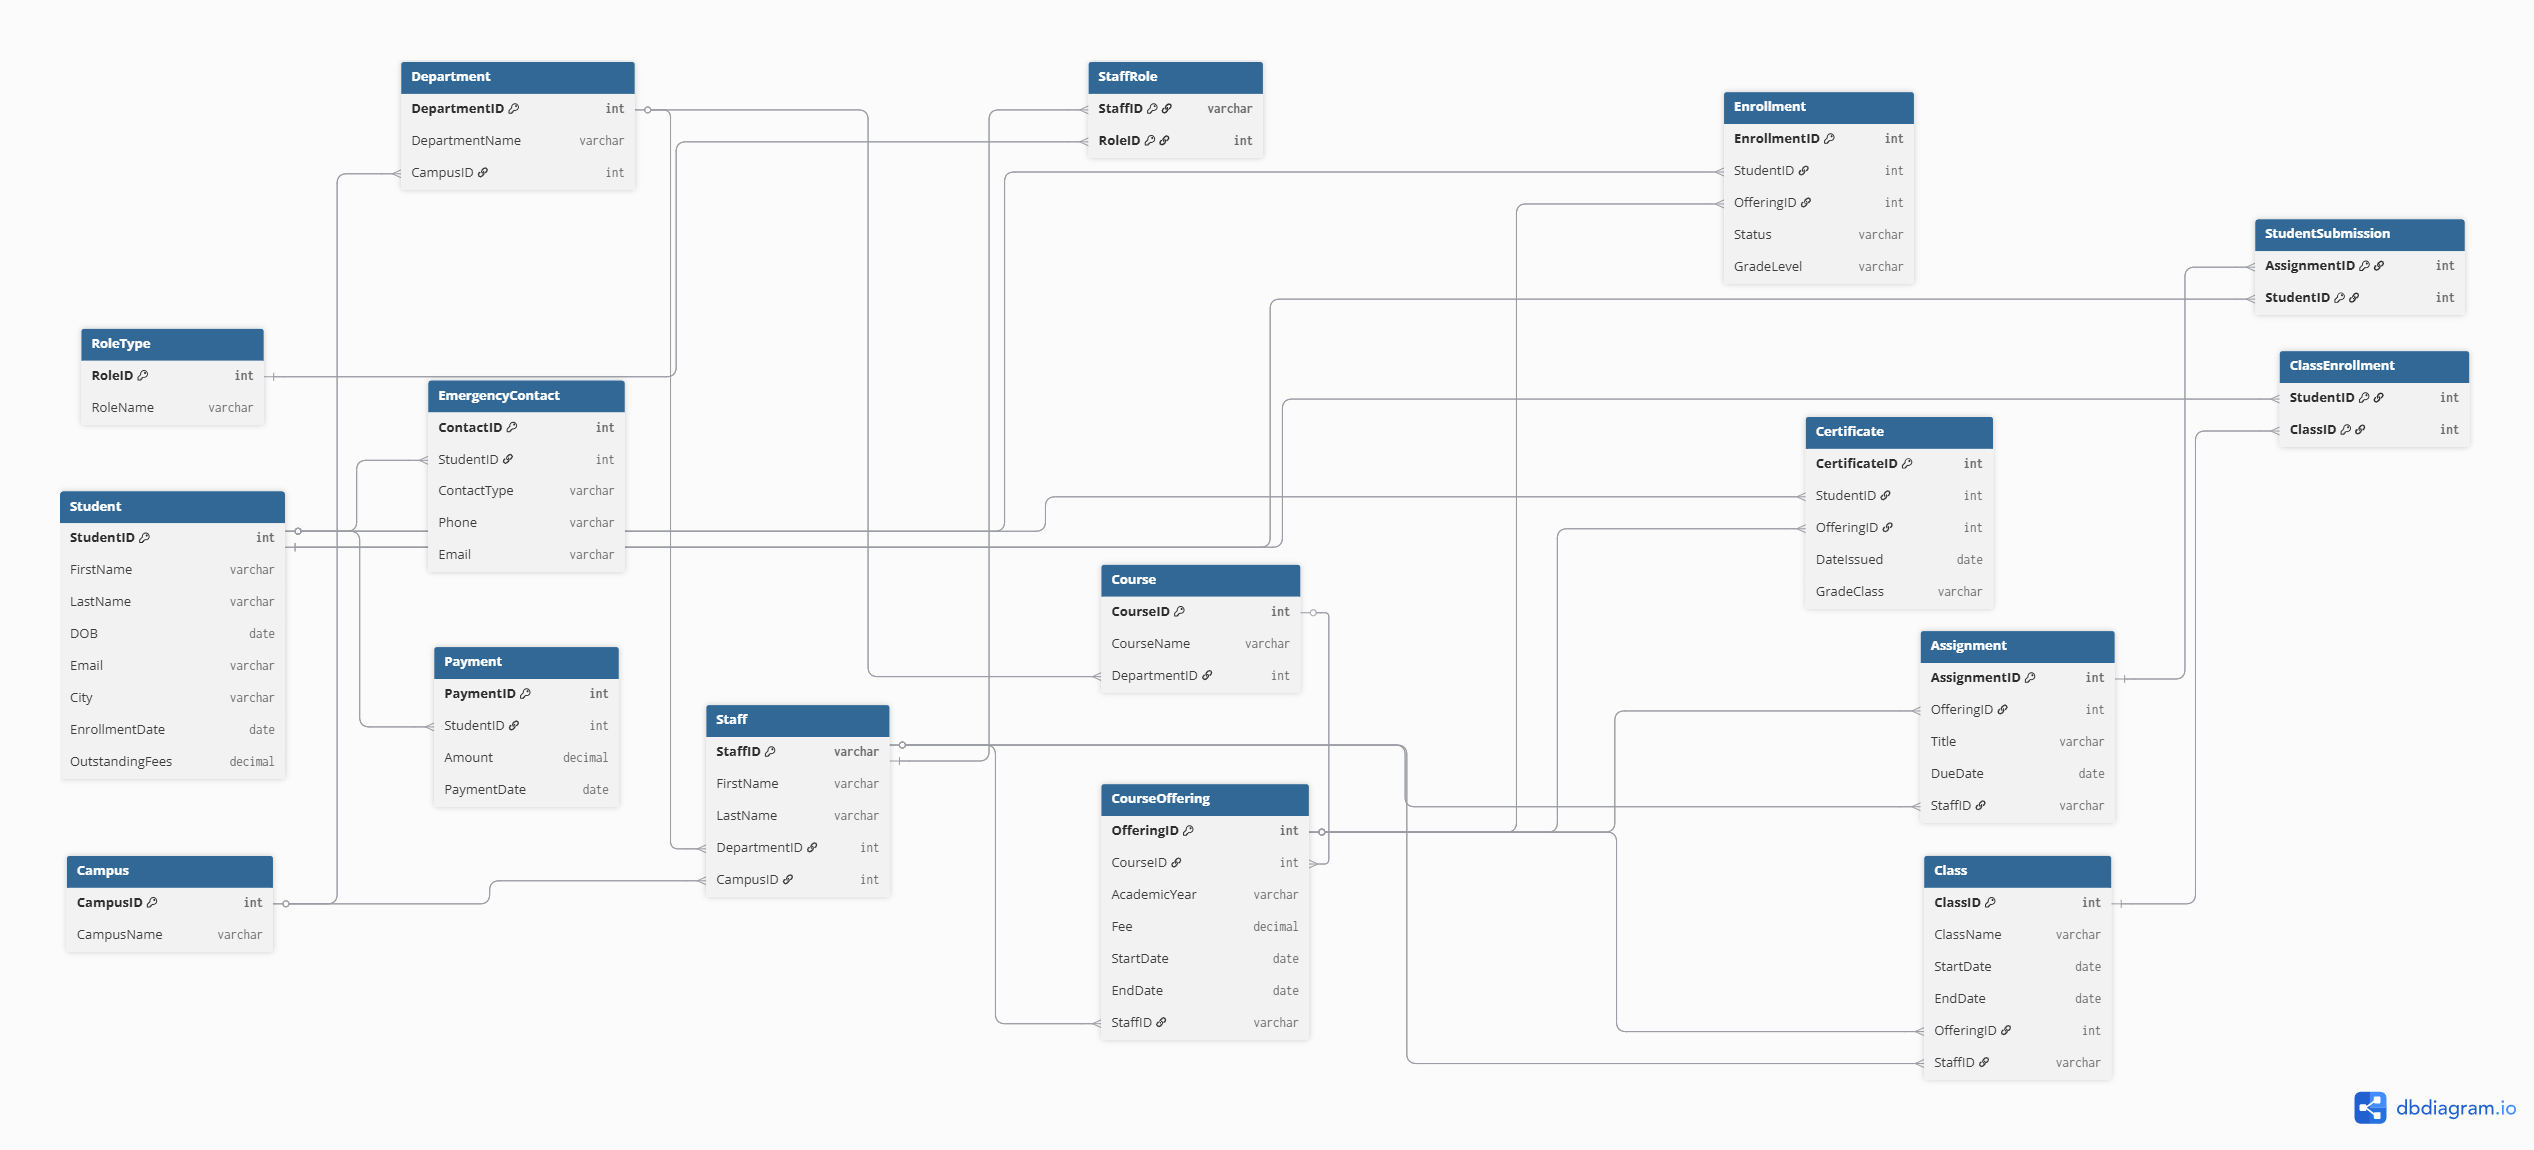 Department
DepartmentID int
DepartmentName varchar
CampusID int
StaffRole
StaffID varchar
RoleID int
Enrollment
EnrollmentID int
StudentID int
OfferingID int
Status varchar
GradeLevel varchar
StudentSubmission
AssignmentID int
StudentID int
RoleType
RoleID int
RoleName varchar
EmergencyContact
ContactID int
StudentID int
ContactType varchar
Phone varchar
Email varchar
ClassEnrollment
StudentID int
ClassID int
Certificate
CertificateID int
StudentID int
OfferingID int
DateIssued date
GradeClass varchar
Student
StudentID int
FirstName varchar
LastName varchar
DOB date
Email varchar
City varchar
EnrollmentDate date
OutstandingFees decimal
Course
CourseID int
CourseName varchar
DepartmentID int
Payment
PaymentID int
StudentID int
Amount decimal
PaymentDate date
Assignment
AssignmentID int
OfferingID int
Title varchar
DueDate date
StaffID varchar
Staff
StaffID varchar
FirstName varchar
LastName varchar
DepartmentID int
CampusID int
CourseOffering
OfferingID int
CourseID int
AcademicYear varchar
Fee decimal
StartDate date
EndDate date
StaffID varchar
Campus
CampusID int
CampusName varchar
Class
ClassID int
ClassName varchar
StartDate date
EndDate date
OfferingID int
StaffID varchar
dbdiagram.io